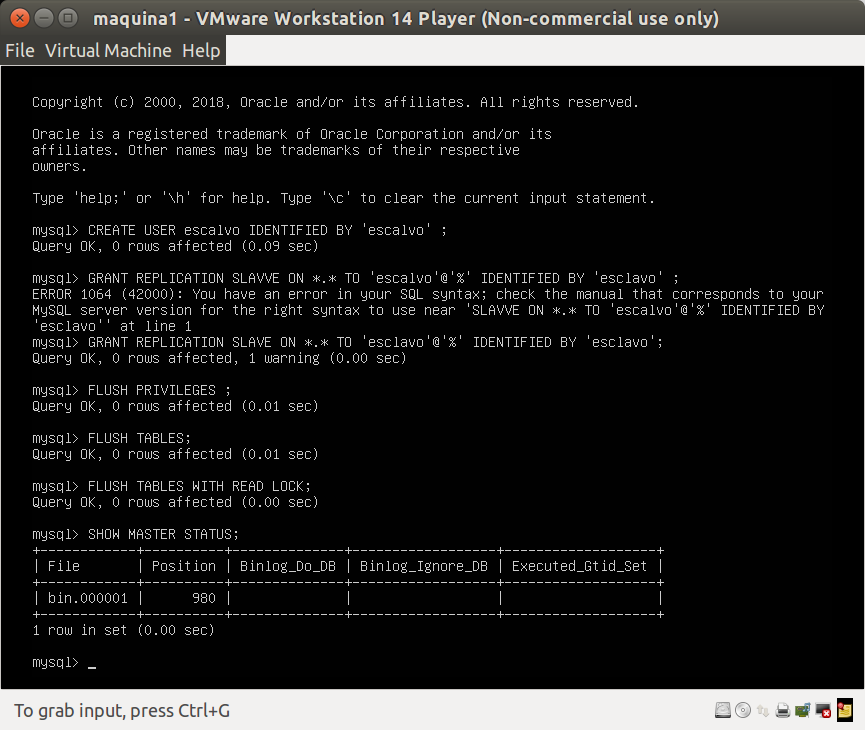 maquina1 - VMware Workstation 14 Player (Non-commercial use only)
File Virtual Machine Help
Copyright (c) 2000, 2018, Oracle and/or its affiliates. All rights reserved.
Oracle is a registered trademark of Oracle Corporation and/or its
affiliates. Other names may be trademarks of their respective
owners.
Type 'help;' or '\h' for help. Type '\c' to clear the current input statement.
mysql> CREATE USER escalvo IDENTIFIED BY 'escalvo' ;
Query OK, 0 rows affected (0.09 sec)
mysql> GRANT REPLICATION SLAVVE ON *.* TO 'escalvo'@'%' IDENTIFIED BY 'esclavo' ;
ERROR 1064 (42000): You have an error in your SQL syntax; check the manual that corresponds to your
MySQL server version for the right syntax to use near 'SLAVVE ON *.* TO 'escalvo'@'%' IDENTIFIED BY
'esclavo'' at line 1
mysql> GRANT REPLICATION SLAVE ON *.* TO 'esclavo'@'%' IDENTIFIED BY 'esclavo';
Query OK, 0 rows affected, 1 warning (0.00 sec)
mysql> FLUSH PRIVILEGES ;
Query OK, 0 rows affected (0.01 sec)
mysql> FLUSH TABLES;
Query OK, 0 rows affected (0.01 sec)
mysql> FLUSH TABLES WITH READ LOCK;
Query OK, 0 rows affected (0.00 sec)
mysql> SHOW MASTER STATUS;
+------------+----------+--------------+------------------+-------------------+
| File | Position | Binlog_Do_DB | Binlog_Ignore_DB | Executed_Gtid_Set |
+------------+----------+--------------+------------------+-------------------+
| bin.000001 | 980 | | | |
+------------+----------+--------------+------------------+-------------------+
1 row in set (0.00 sec)
mysql> _
To grab input, press Ctrl+G